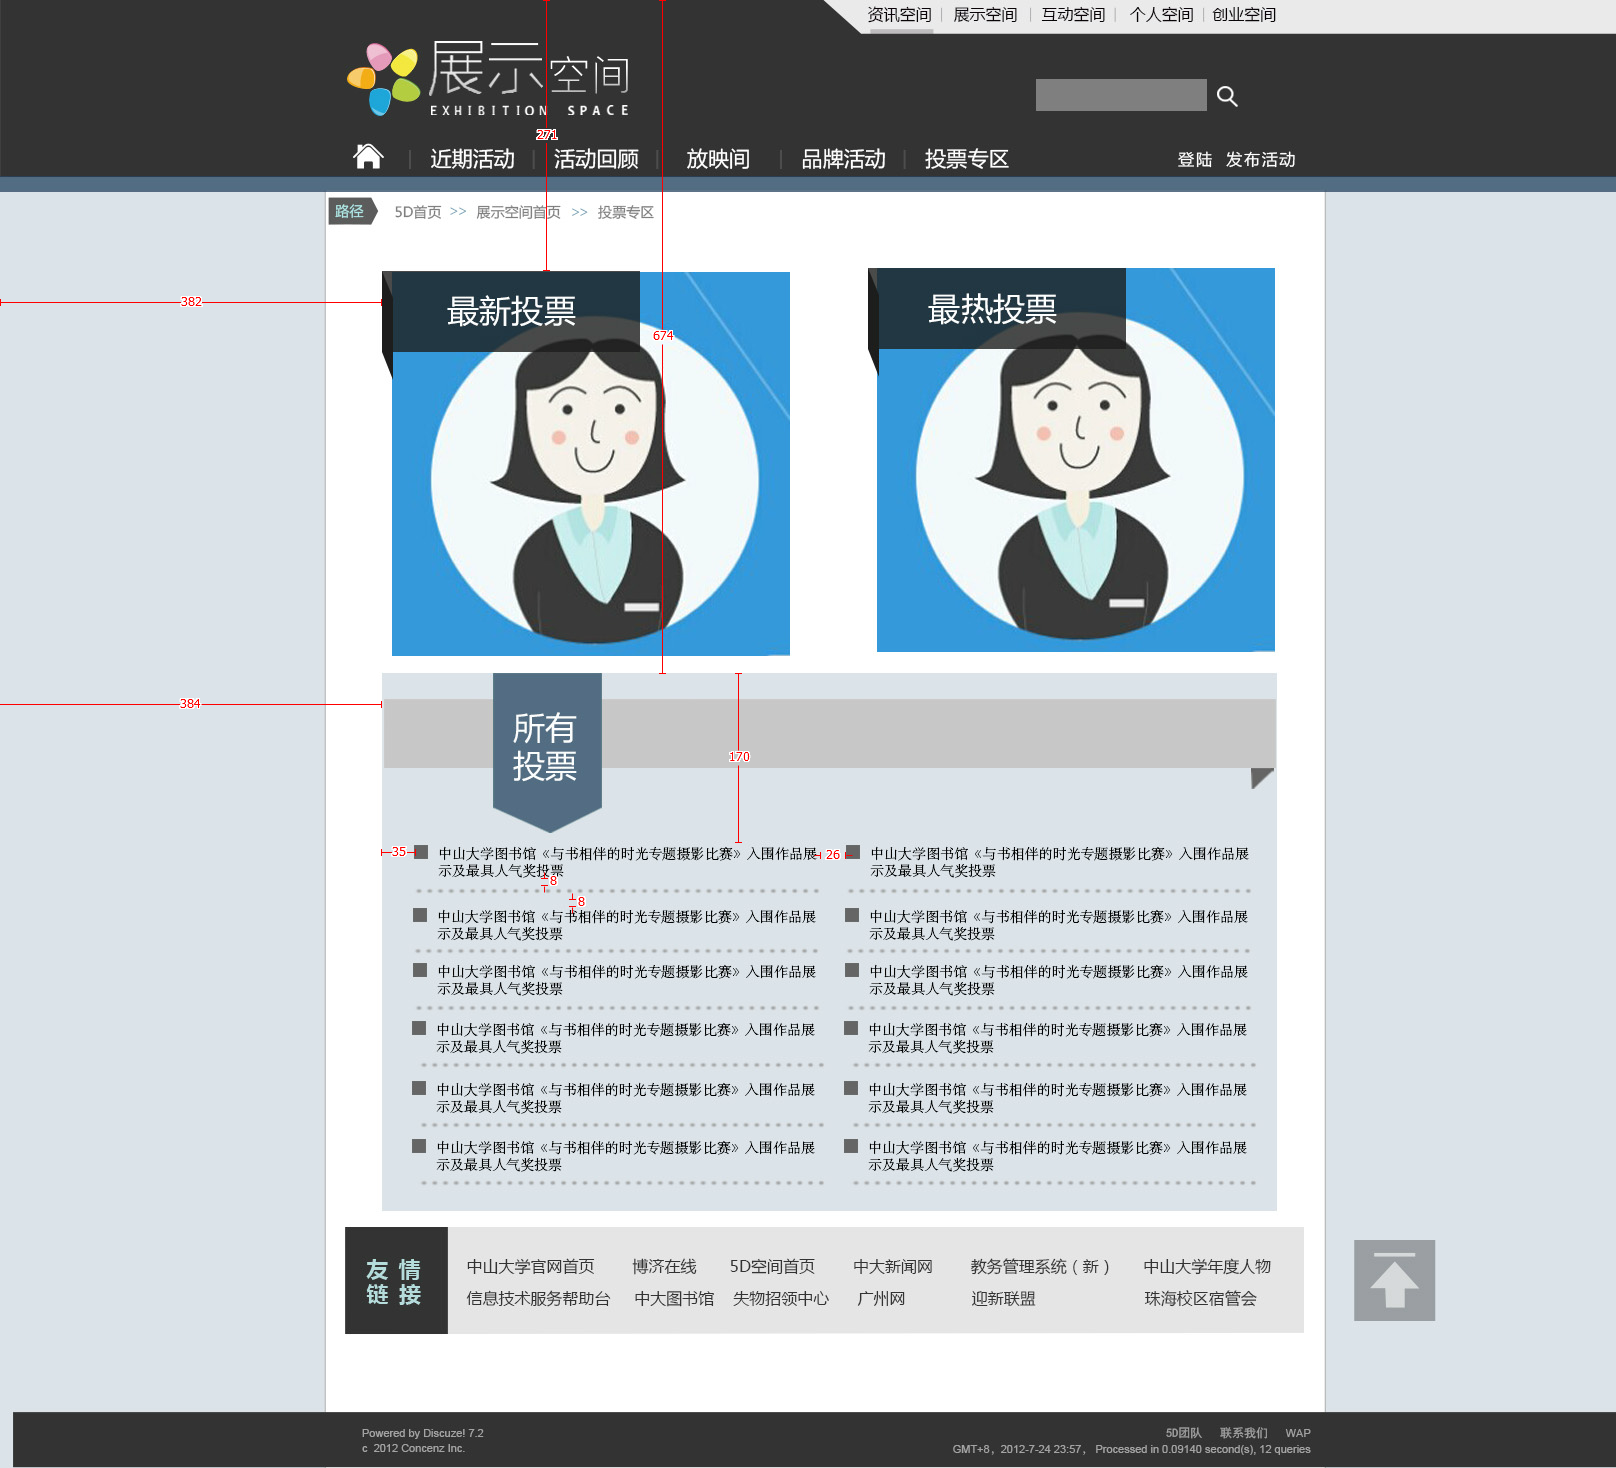 资讯空间 | 展示空间 | 互动空间 | 个人空间 | 创业空间
展示空间
EXHIBITION SPACE
271
近期活动 | 活动回顾 | 放映间 | 品牌活动 | 投票专区
登陆 发布活动
路径 5D首页 >> 展示空间首页 >> 投票专区
382
最新投票
最热投票
674
384
所有
投票
170
35
26
中山大学图书馆《与书相伴的时光专题摄影比赛》入围作品展
示及最具人气奖投票
中山大学图书馆《与书相伴的时光专题摄影比赛》入围作品展
示及最具人气奖投票
8
8
中山大学图书馆《与书相伴的时光专题摄影比赛》入围作品展
示及最具人气奖投票
中山大学图书馆《与书相伴的时光专题摄影比赛》入围作品展
示及最具人气奖投票
中山大学图书馆《与书相伴的时光专题摄影比赛》入围作品展
示及最具人气奖投票
中山大学图书馆《与书相伴的时光专题摄影比赛》入围作品展
示及最具人气奖投票
中山大学图书馆《与书相伴的时光专题摄影比赛》入围作品展
示及最具人气奖投票
中山大学图书馆《与书相伴的时光专题摄影比赛》入围作品展
示及最具人气奖投票
中山大学图书馆《与书相伴的时光专题摄影比赛》入围作品展
示及最具人气奖投票
中山大学图书馆《与书相伴的时光专题摄影比赛》入围作品展
示及最具人气奖投票
中山大学图书馆《与书相伴的时光专题摄影比赛》入围作品展
示及最具人气奖投票
中山大学图书馆《与书相伴的时光专题摄影比赛》入围作品展
示及最具人气奖投票
友情
链接
中山大学官网首页 博济在线 5D空间首页 中大新闻网 教务管理系统（新） 中山大学年度人物
信息技术服务帮助台 中大图书馆 失物招领中心 广州网 迎新联盟 珠海校区宿管会
Powered by Discuze! 7.2
c 2012 Concenz Inc.
5D团队 联系我们 WAP
GMT+8，2012-7-24 23:57， Processed in 0.09140 second(s), 12 queries